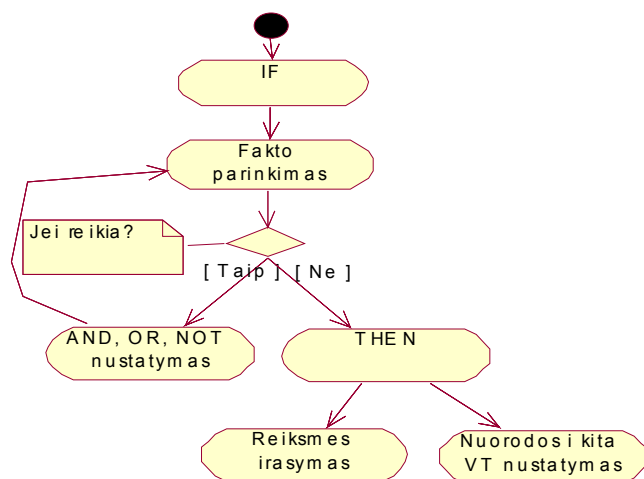 IF
Fakto
parinkimas
Jei reikia?
[ Taip ] [ Ne ]
AND, OR, NOT
nustatymas
THEN
Reiksmes
irasymas
Nuorodos i kita
VT nustatymas